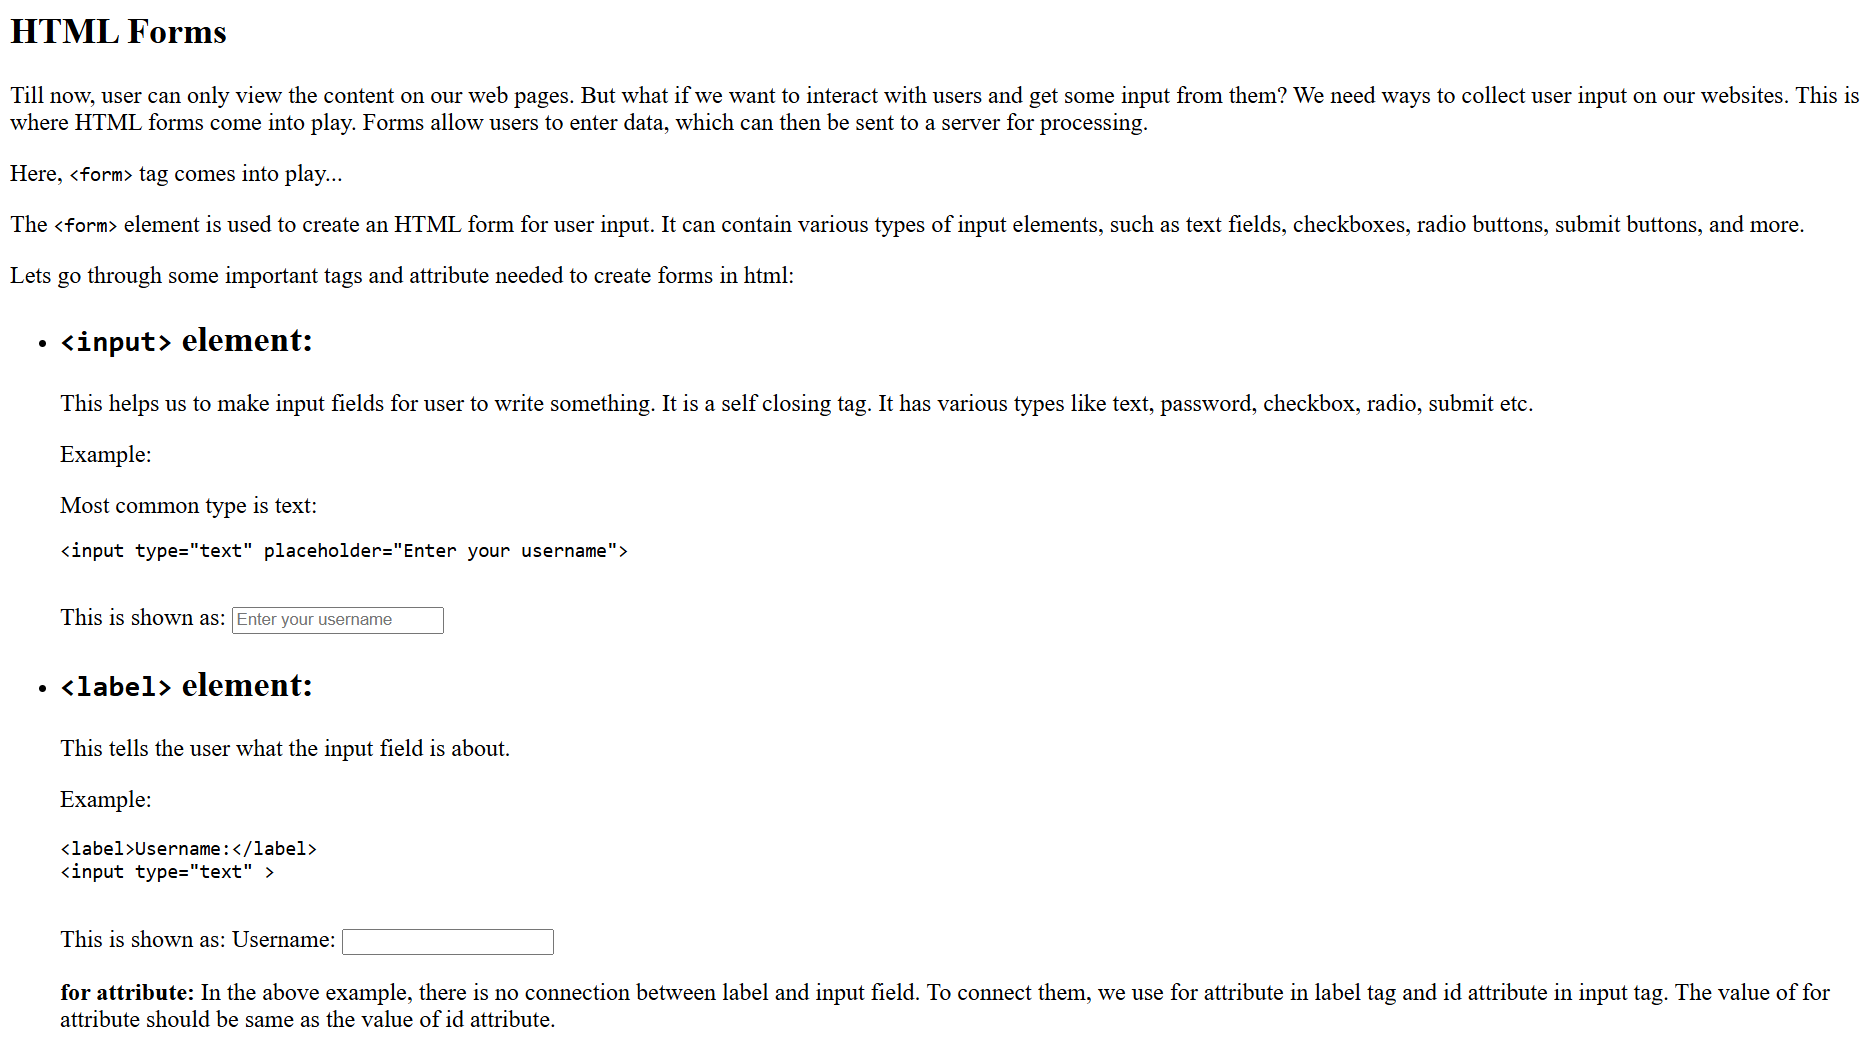 HTML Forms
Till now, user can only view the content on our web pages. But what if we want to interact with users and get some input from them? We need ways to collect user input on our websites. This is
where HTML forms come into play. Forms allow users to enter data, which can then be sent to a server for processing.
Here, <form> tag comes into play...
The <form> element is used to create an HTML form for user input. It can contain various types of input elements, such as text fields, checkboxes, radio buttons, submit buttons, and more.
Lets go through some important tags and attribute needed to create forms in html:
• <input> element:
This helps us to make input fields for user to write something. It is a self closing tag. It has various types like text, password, checkbox, radio, submit etc.
Example:
Most common type is text:
<input type="text" placeholder="Enter your username">
This is shown as: Enter your username
• <label> element:
This tells the user what the input field is about.
Example:
<label>Username:</label>
<input type="text" >
This is shown as: Username:
for attribute: In the above example, there is no connection between label and input field. To connect them, we use for attribute in label tag and id attribute in input tag. The value of for
attribute should be same as the value of id attribute.